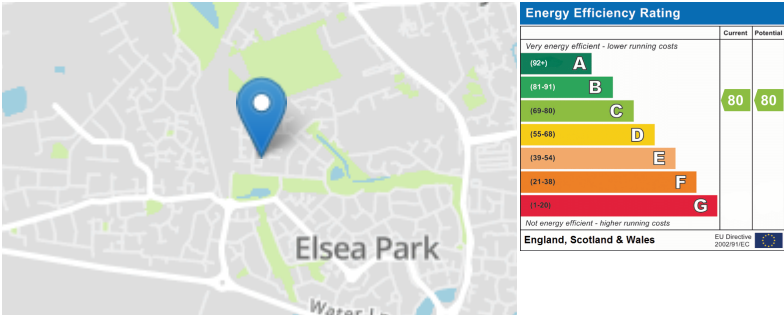 Elsea Park
Water
Energy Efficiency Rating
Current Potential
Very energy efficient - lower running costs
(92+) A
(81-91) B
(69-80) C
(55-68) D
(39-54) E
(21-38) F
(1-20) G
80 80
Not energy efficient - higher running costs
England, Scotland & Wales
EU Directive
2002/91/EC